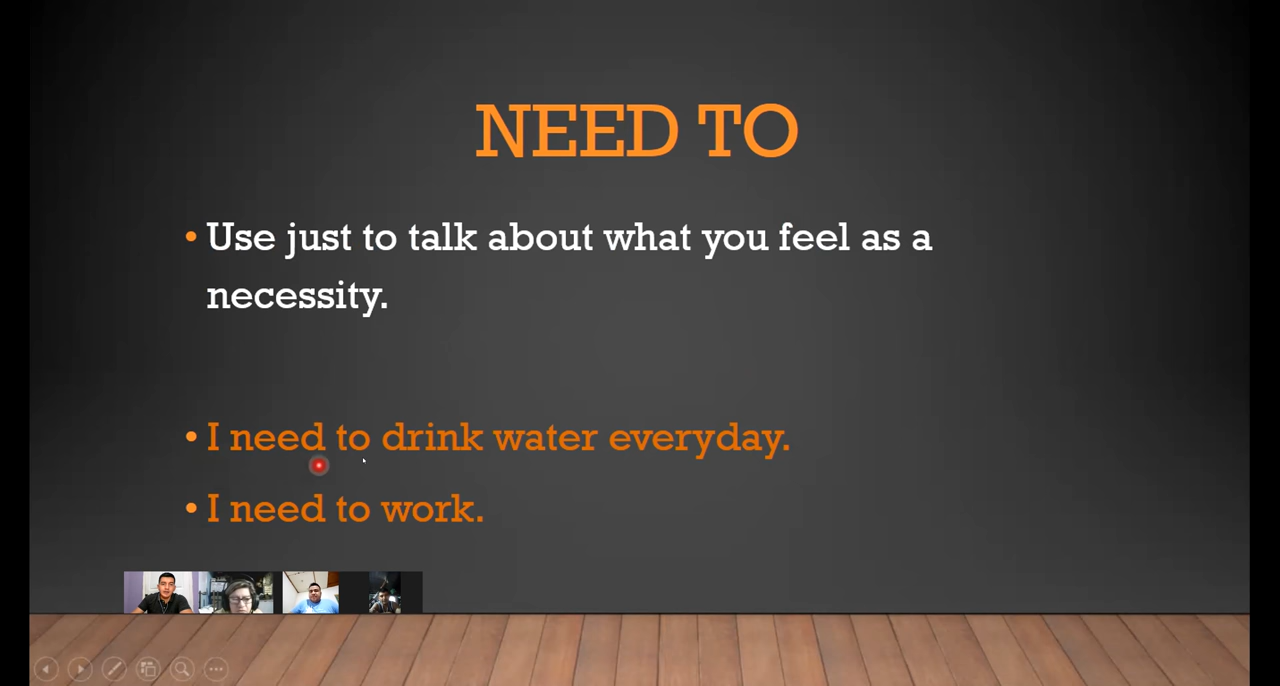 NEED TO
• Use just to talk about what you feel as a
necessity.
• I need to drink water everyday.
• I need to work.